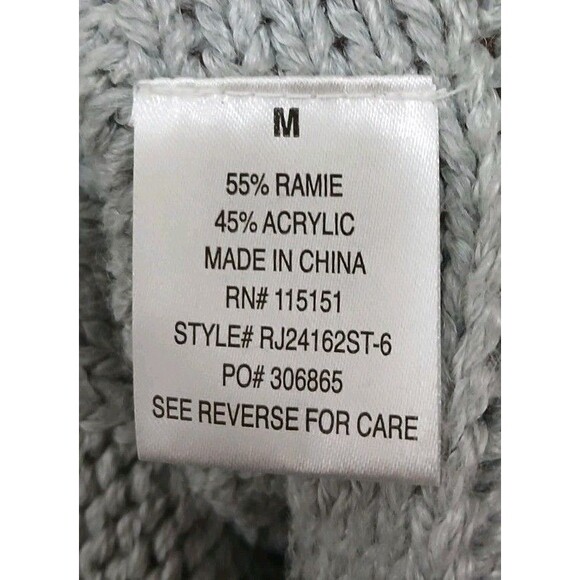 M
55% RAMIE
45% ACRYLIC
MADE IN CHINA
RN# 115151
STYLE# RJ24162ST-6
PO# 306865
SEE REVERSE FOR CARE